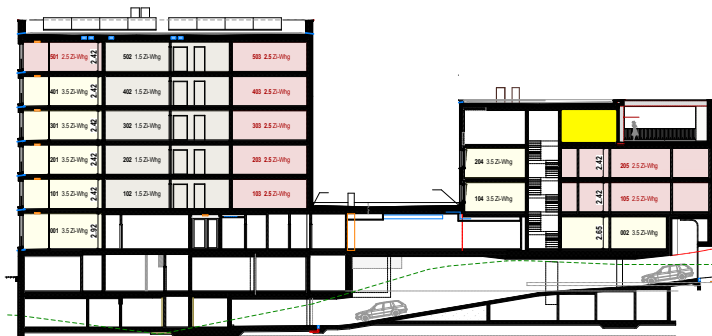 501 2.5 Zi-Whg 2.42 502 1.5 Zi-Whg 503 2.5 Zi-Whg
401 3.5 Zi-Whg 2.42 402 1.5 Zi-Whg 403 2.5 Zi-Whg
301 3.5 Zi-Whg 2.42 302 1.5 Zi-Whg 303 2.5 Zi-Whg
201 3.5 Zi-Whg 2.42 202 1.5 Zi-Whg 203 2.5 Zi-Whg
204 3.5 Zi-Whg 2.42 205 2.5 Zi-Whg
101 3.5 Zi-Whg 2.42 102 1.5 Zi-Whg 103 2.5 Zi-Whg
104 3.5 Zi-Whg 2.42 105 2.5 Zi-Whg
001 3.5 Zi-Whg 2.92
2.65 002 3.5 Zi-Whg